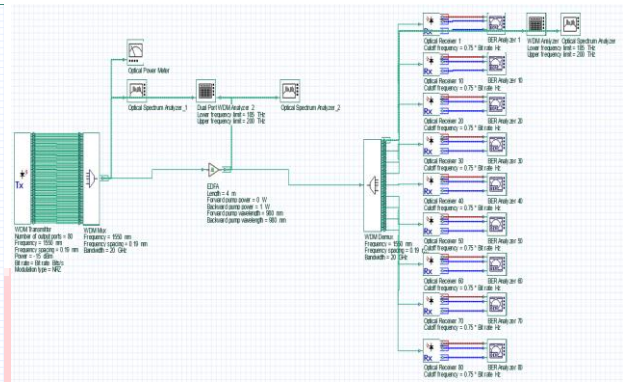 Optical Power Meter
Optical Spectrum Analyzer_1
Dual Port WDM Analyzer_2
Lower frequency limit = 185 THz
Upper frequency limit = 200 THz
Optical Spectrum Analyzer_2
Tx
WDM Transmitter
Number of output ports = 80
Frequency = 1550 nm
Frequency spacing = 0.19 nm
Power = -15 dBm
Bit rate = Bit rate Bits/s
Modulation type = NRZ
WDM Mux
Frequency = 1550 nm
Frequency spacing = 0.19 nm
Bandwidth = 20 GHz
EDFA
Length = 4 m
Forward pump power = 0 W
Backward pump power = 1 W
Forward pump wavelength = 980 nm
Backward pump wavelength = 980 nm
WDM Demux
Frequency = 1550 nm
Frequency spacing = 0.19
Bandwidth = 20 GHz
Rx
Optical Receiver 1
Cutoff frequency = 0.75 * Bit rate Hz
BER Analyzer 1
WDM Analyzer
Lower frequency limit = 185 THz
Upper frequency limit = 200 THz
Optical Spectrum Analyzer
Rx
Optical Receiver 10
Cutoff frequency = 0.75 * Bit rate Hz
BER Analyzer 10
Rx
Optical Receiver 20
Cutoff frequency = 0.75 * Bit rate Hz
BER Analyzer 20
Rx
Optical Receiver 30
Cutoff frequency = 0.75 * Bit rate Hz
BER Analyzer 30
Rx
Optical Receiver 40
Cutoff frequency = 0.75 * Bit rate Hz
BER Analyzer 40
Rx
Optical Receiver 50
Cutoff frequency = 0.75 * Bit rate Hz
BER Analyzer 50
Rx
Optical Receiver 60
Cutoff frequency = 0.75 * Bit rate Hz
BER Analyzer 60
Rx
Optical Receiver 70
Cutoff frequency = 0.75 * Bit rate Hz
BER Analyzer 70
Rx
Optical Receiver 80
Cutoff frequency = 0.75 * Bit rate Hz
BER Analyzer 80